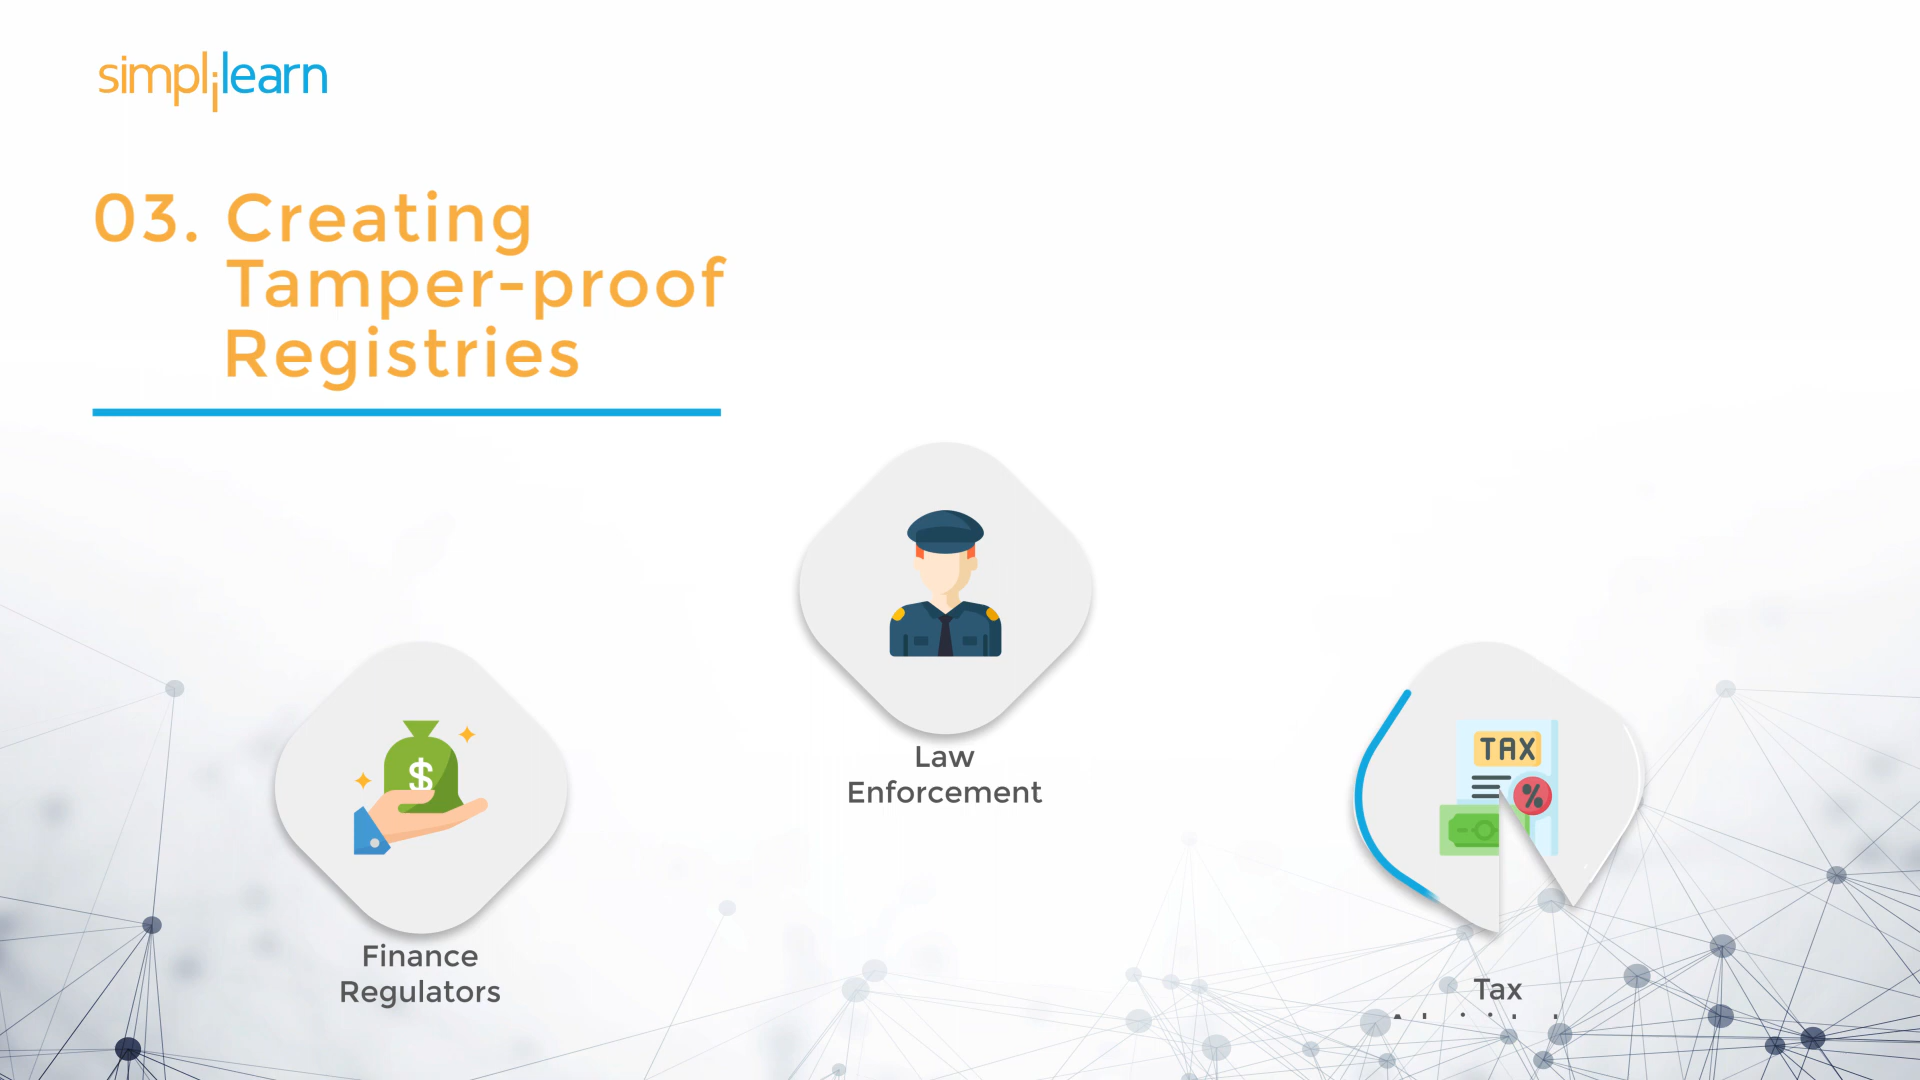 simplilearn
03. Creating
Tamper-proof
Registries
Law
Enforcement
$
TAX
%
Finance
Regulators
Tax